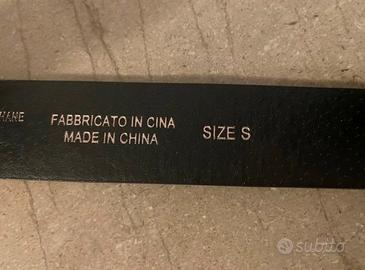 FABBRICATO IN CINA
MADE IN CHINA
SIZE S
subito